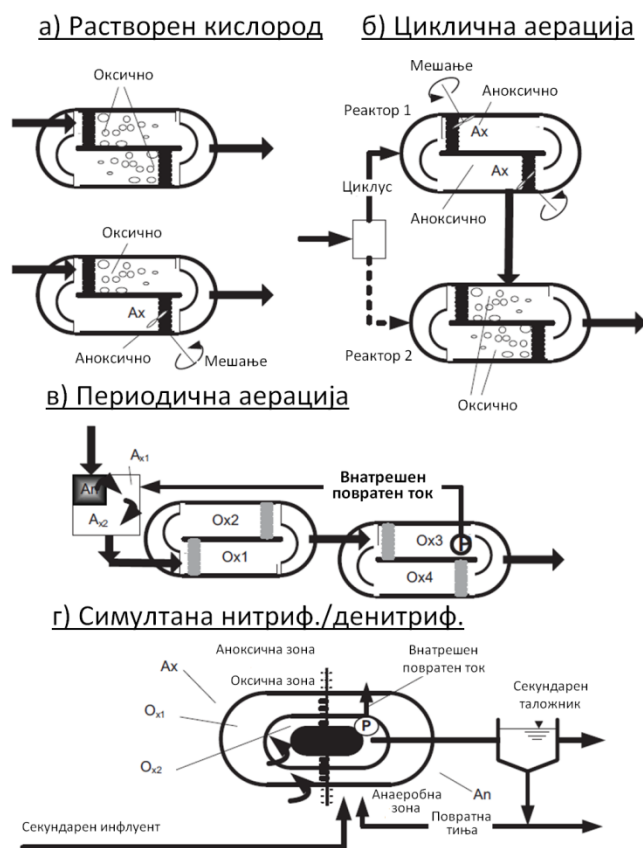 а) Растворен кислород
б) Циклична аерација
Оксично
Мешање
Аноксично
Реактор 1
Ax
Ax
Циклус
Аноксично
Оксично
Ax
Аноксично
Мешање
Реактор 2
Оксично
в) Периодична аерација
Ax1
An
Ax2
Внатрешен
повратен ток
Ox2
Ox1
Ox3
P
Ox4
г) Симултана нитриф./денитриф.
Аноксична зона
Внатрешен
повратен ток
Ax
Оксична зона
Секундарен
таложник
Ox1
P
Ox2
Анаеробна
зона
An
Повратна
тиња
Секундарен инфлуент